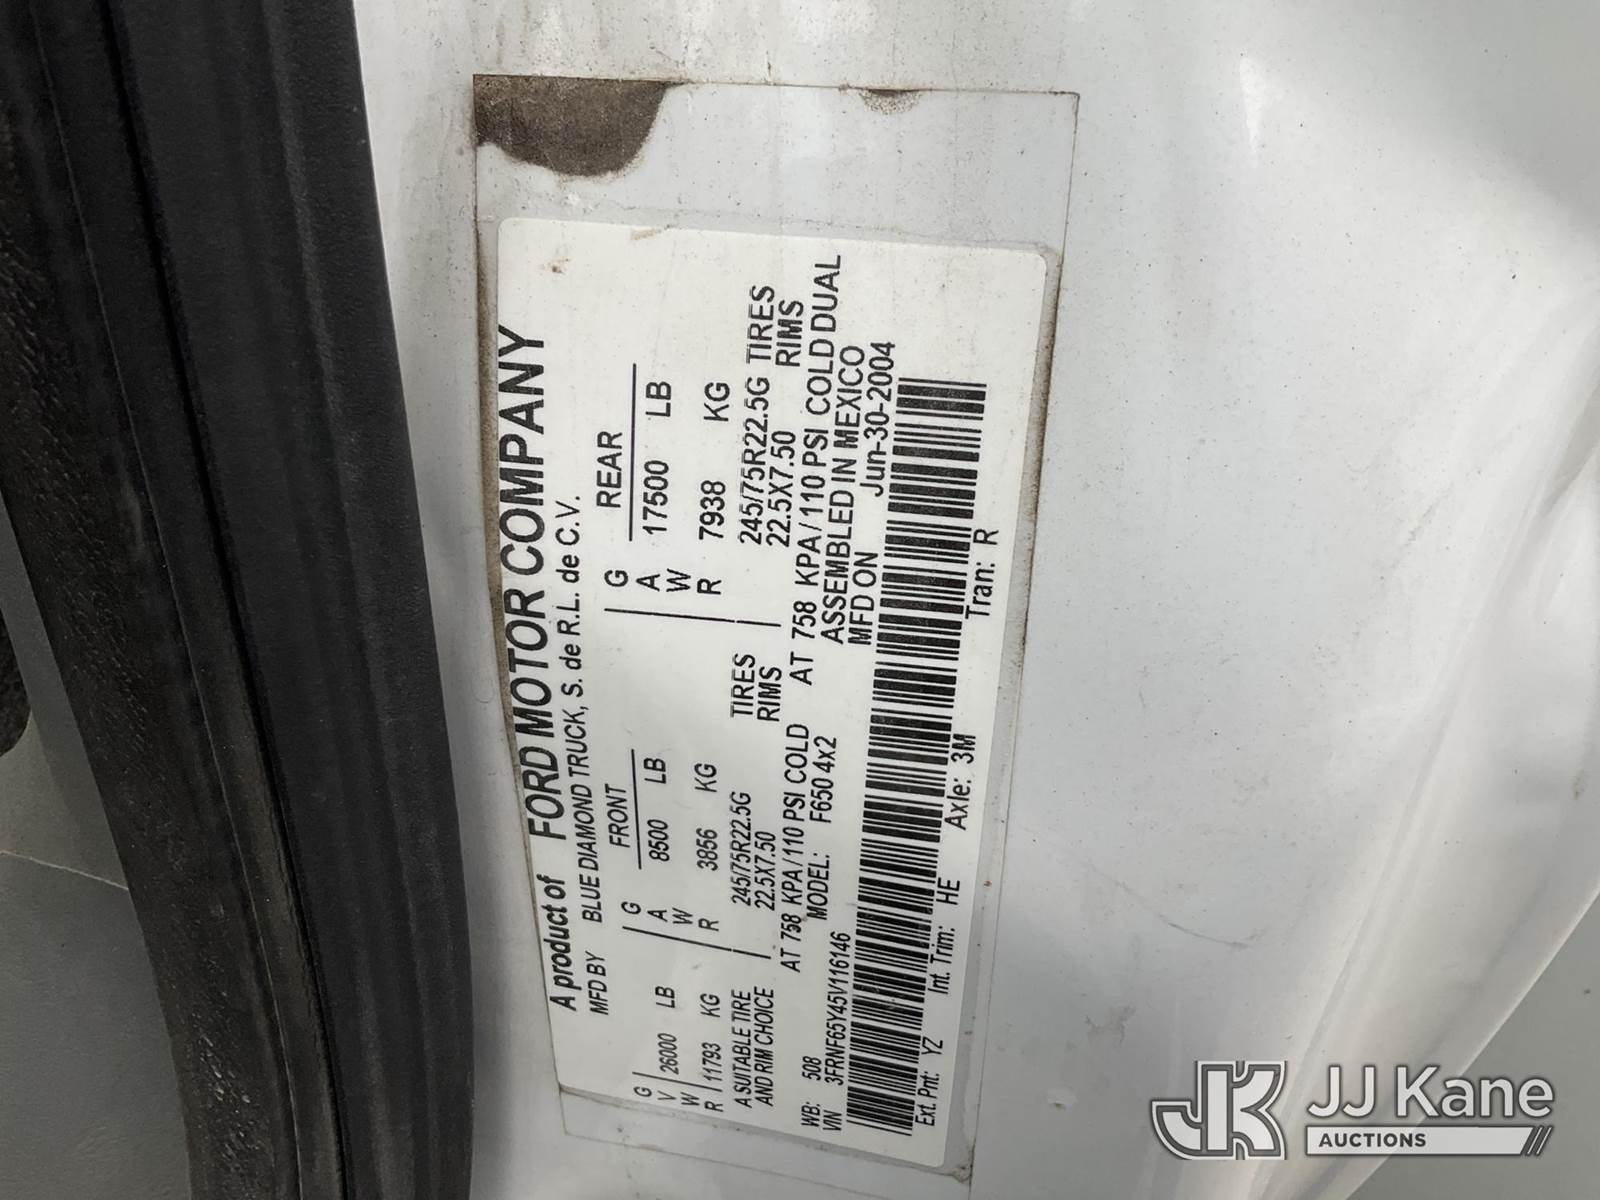 A product of FORD MOTOR COMPANY
MFD BY BLUE DIAMOND TRUCK, S. de R.L. de C.V.
FRONT REAR
G V W R 26000 LB 11793 KG
G A W R 8500 LB 3856 KG
G A W R 17500 LB 7938 KG
A SUITABLE TIRE 245/75R22.5G TIRES 245/75R22.5G TIRES
AND RIM CHOICE 22.5X7.50 RIMS 22.5X7.50 RIMS
AT 758 KPA/110 PSI COLD AT 758 KPA/110 PSI COLD DUAL
WB: 508 MODEL: F650 4x2 ASSEMBLED IN MEXICO
VIN 3FRNF65Y45V116146 MFD ON Jun-30-2004
Ext. Pnt: YZ Int. Trim: HE Axle: 3M Tran: R
JJ Kane
AUCTIONS